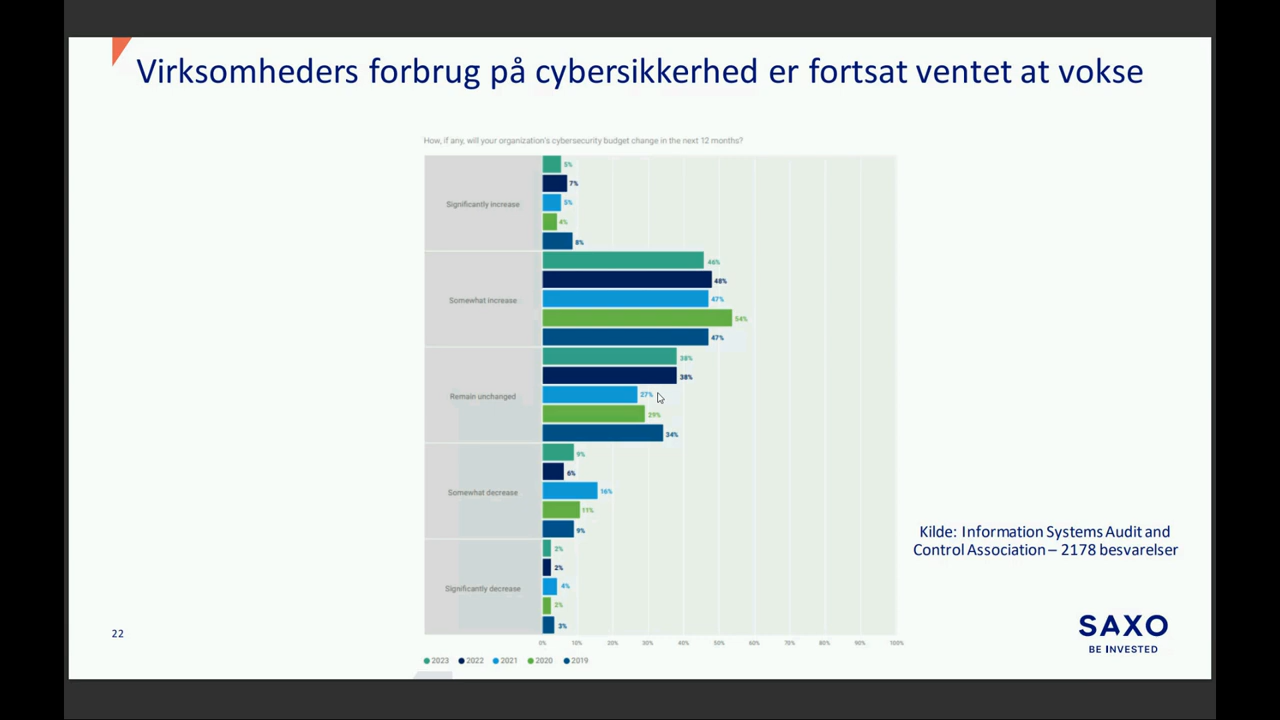 Virksomheders forbrug på cybersikkerhed er fortsat ventet at vokse
How, if any, will your organization's cybersecurity budget change in the next 12 months?
Significantly increase
5%
7%
5%
4%
8%
Somewhat increase
46%
48%
47%
54%
47%
Remain unchanged
38%
38%
27%
29%
34%
Somewhat decrease
9%
6%
16%
11%
9%
Significantly decrease
2%
2%
4%
2%
3%
0% 10% 20% 30% 40% 50% 60% 70% 80% 90% 100%
2023 2022 2021 2020 2019
Kilde: Information Systems Audit and
Control Association – 2178 besvarelser
22
SAXO
BE INVESTED